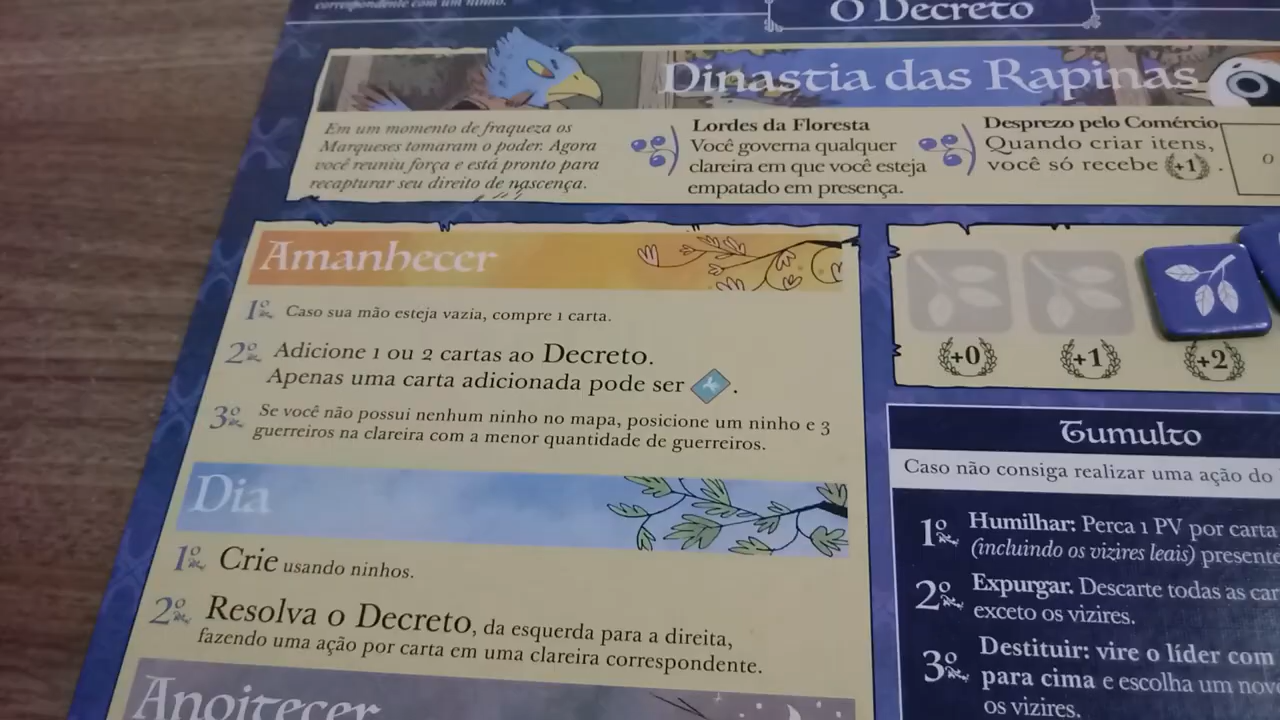 correspondente com um ninho.
O Decreto
Dinastia das Rapinas
Em um momento de fraqueza os
Marqueses tomaram o poder. Agora
você reuniu força e está pronto para
recapturar seu direito de nascença.
Lordes da Floresta
Você governa qualquer
clareira em que você esteja
empatado em presença.
Desprezo pelo Comércio
Quando criar itens,
você só recebe +1 .
Amanhecer
1º Caso sua mão esteja vazia, compre 1 carta.
2º Adicione 1 ou 2 cartas ao Decreto.
Apenas uma carta adicionada pode ser .
3º Se você não possui nenhum ninho no mapa, posicione um ninho e 3
guerreiros na clareira com a menor quantidade de guerreiros.
Dia
1º Crie usando ninhos.
2º Resolva o Decreto, da esquerda para a direita,
fazendo uma ação por carta em uma clareira correspondente.
Anoitecer
+0 +1 +2
Tumulto
Caso não consiga realizar uma ação do
1º Humilhar: Perca 1 PV por carta
(incluindo os vizires leais) presente
2º Expurgar. Descarte todas as car
exceto os vizires.
3º Destituir: vire o líder com
para cima e escolha um novo
os vizires.